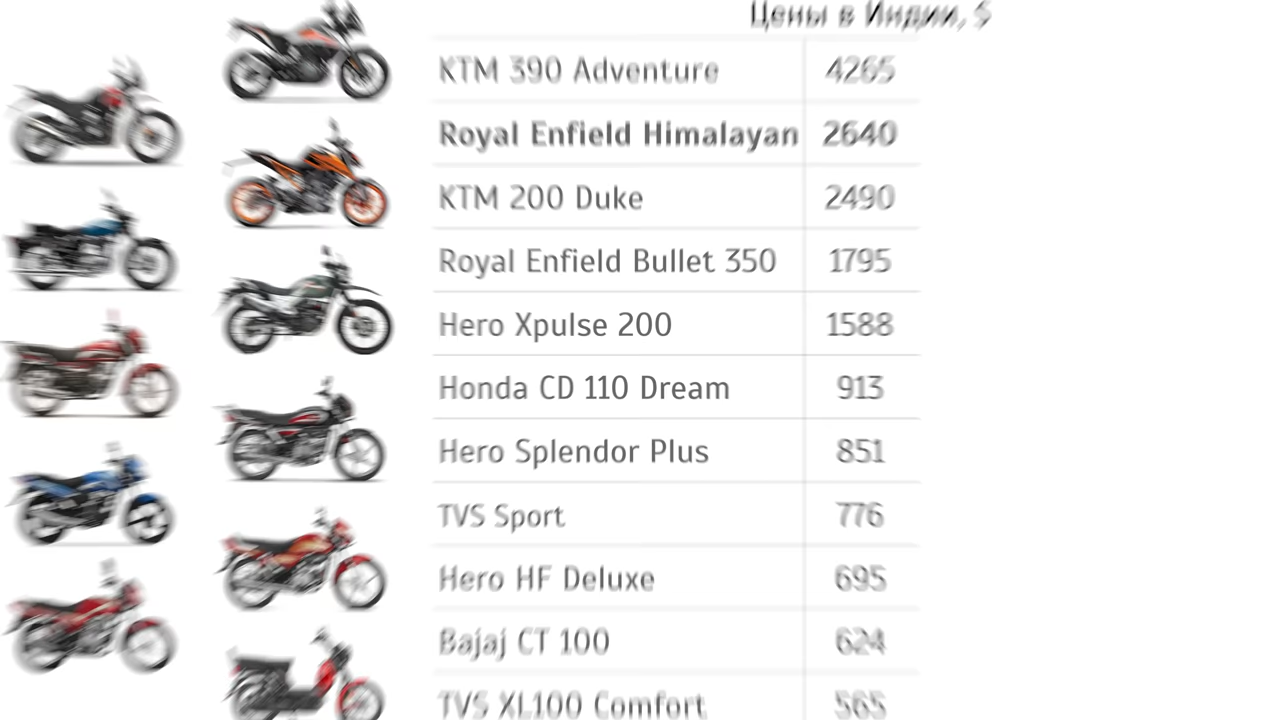 Цены в Индии, $
KTM 390 Adventure 4265
Royal Enfield Himalayan 2640
KTM 200 Duke 2490
Royal Enfield Bullet 350 1795
Hero Xpulse 200 1588
Honda CD 110 Dream 913
Hero Splendor Plus 851
TVS Sport 776
Hero HF Deluxe 695
Bajaj CT 100 624
TVS XL100 Comfort 565